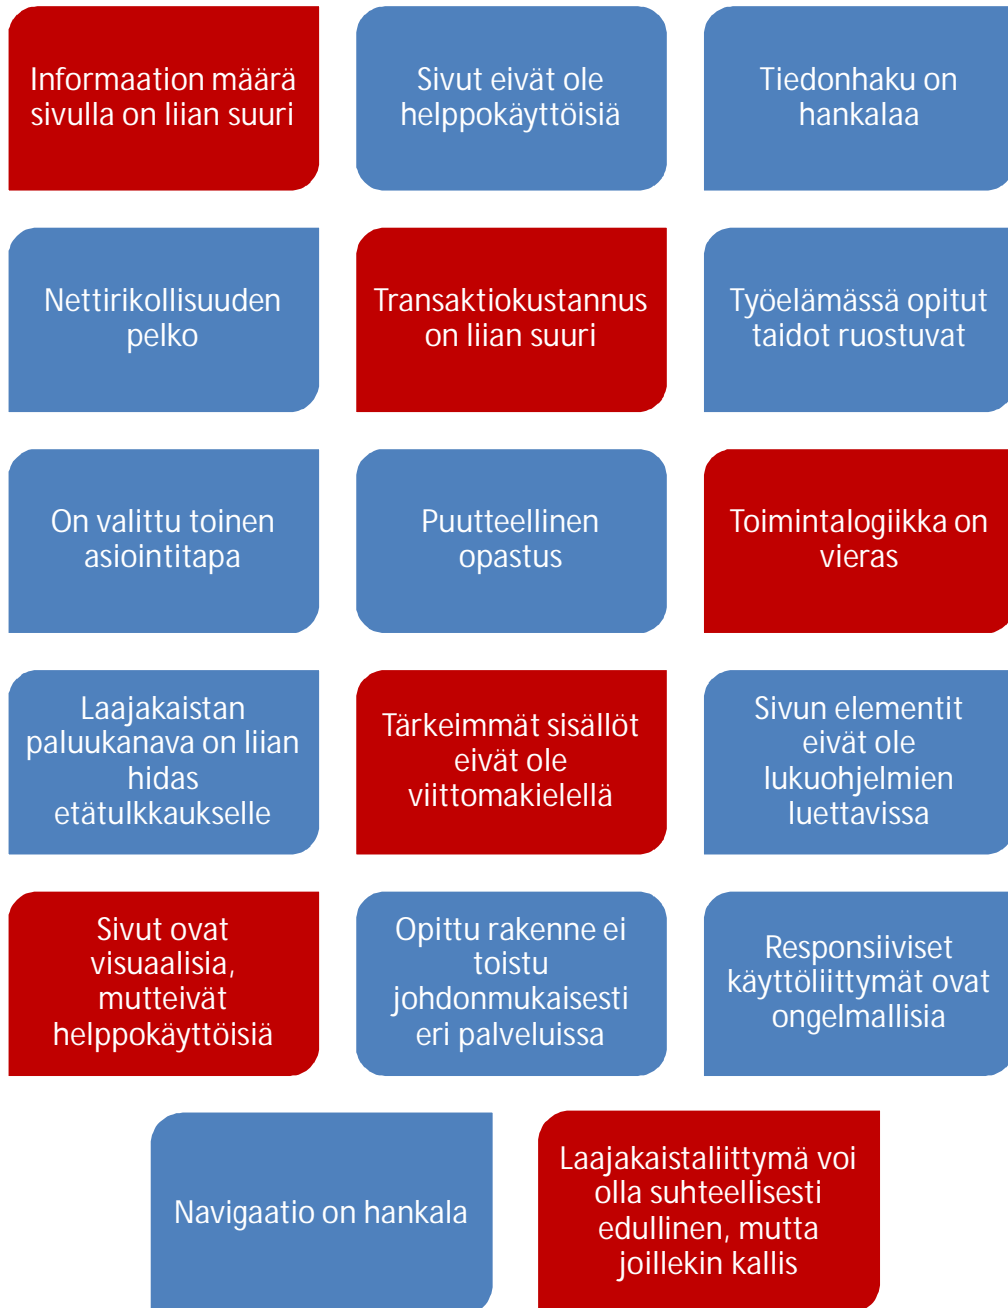 Informaation määrä
sivulla on liian suuri
Sivut eivät ole
helppokäyttöisiä
Tiedonhaku on
hankalaa
Nettirikollisuuden
pelko
Transaktiokustannus
on liian suuri
Työelämässä opitut
taidot ruostuvat
On valittu toinen
asiointitapa
Puutteellinen
opastus
Toimintalogiikka on
vieras
Laajakaistan
paluukanava on liian
hidas
etätulkkaukselle
Tärkeimmät sisällöt
eivät ole
viittomakielellä
Sivun elementit
eivät ole
lukuohjelmien
luettavissa
Sivut ovat
visuaalisia,
mutteivät
helppokäyttöisiä
Opittu rakenne ei
toistu
johdonmukaisesti
eri palveluissa
Responsiiviset
käyttöliittymät ovat
ongelmallisia
Navigaatio on hankala
Laajakaistaliittymä voi
olla suhteellisesti
edullinen, mutta
joillekin kallis